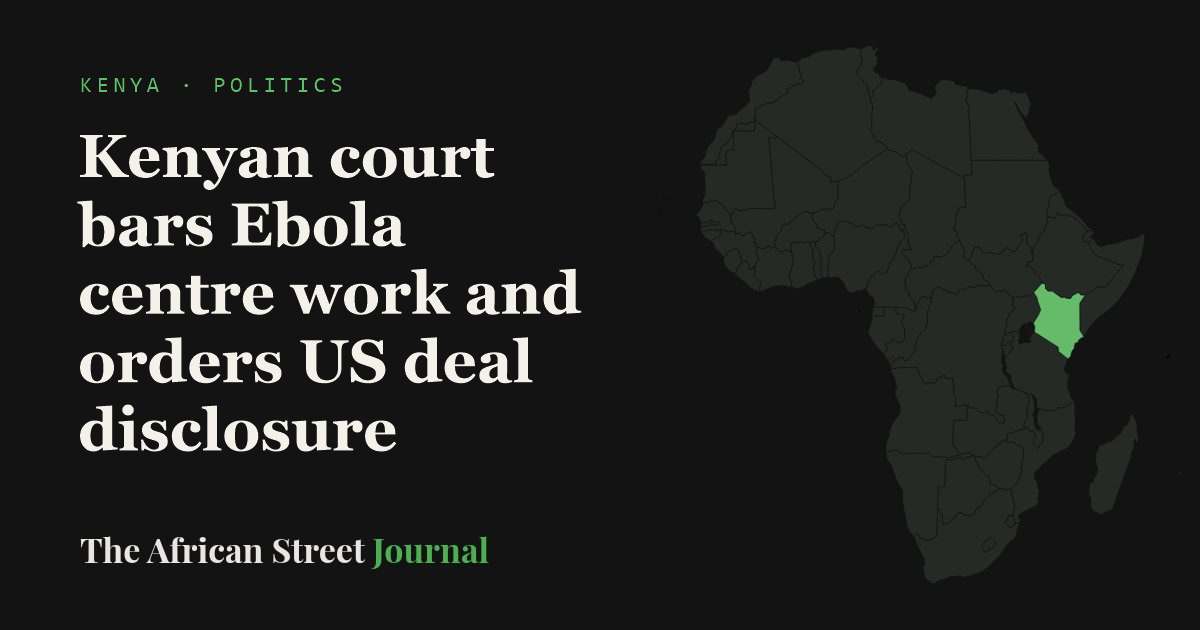 KENYA · POLITICS
Kenyan court
bars Ebola
centre work and
orders US deal
disclosure
The African Street Journal